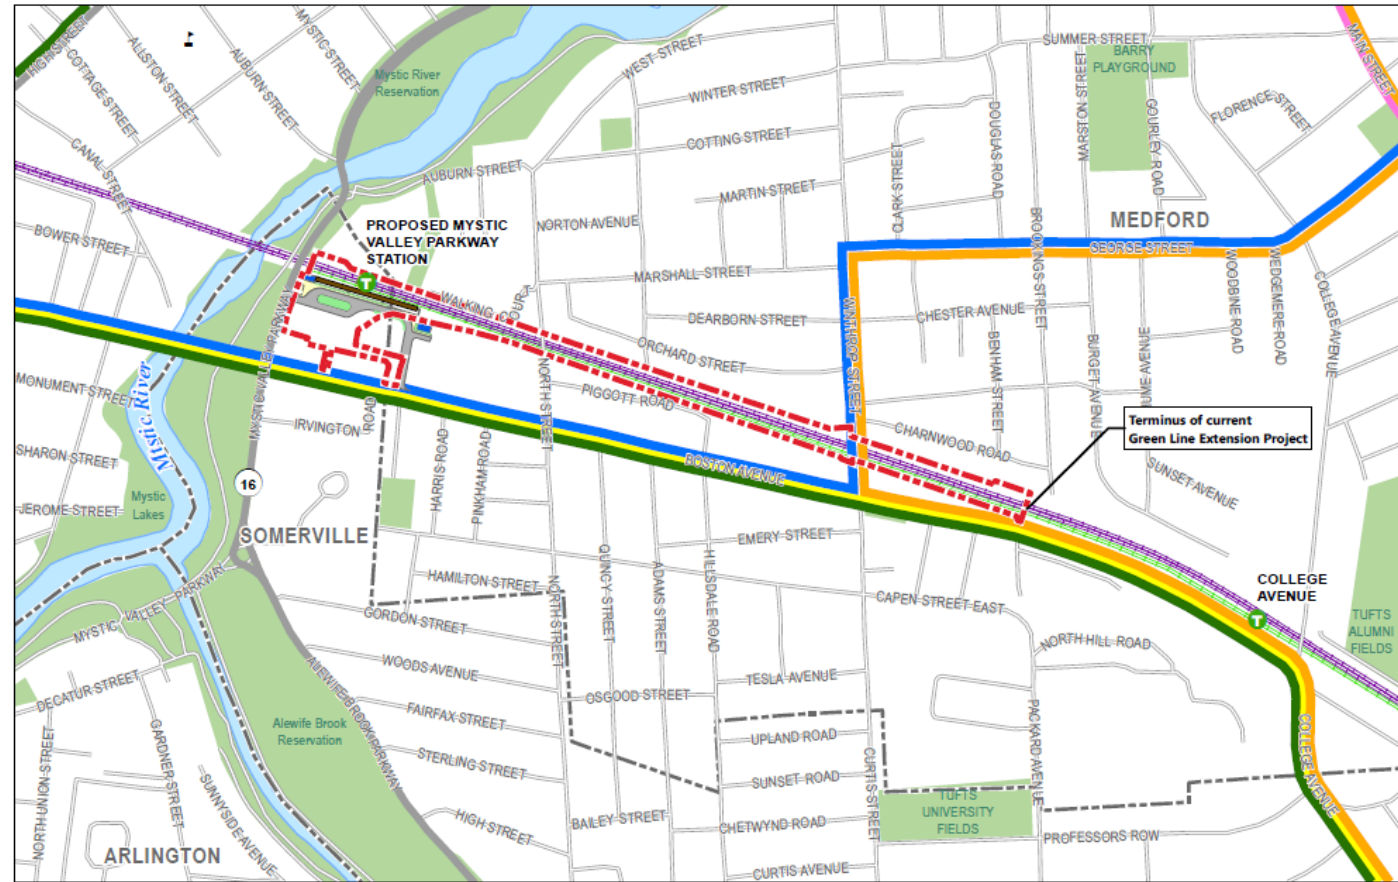 HIGH STREET
COTTAGE STREET
ALLSTON STREET
AUBURN STREET
MYSTIC STREET
Mystic River
Reservation
WEST STREET
SUMMER STREET
BARRY
PLAYGROUND
MAIN STREET
WINTER STREET
COTTING STREET
MARTIN STREET
CLARK STREET
DOUGLAS ROAD
MARSTON STREET
GOURLEY ROAD
FLORENCE STREET
CANAL STREET
BOWER STREET
AUBURN STREET
PROPOSED MYSTIC
VALLEY PARKWAY
STATION
NORTON AVENUE
MARSHALL STREET
WALKING COURT
DEARBORN STREET
ORCHARD STREET
PIGGOTT ROAD
MEDFORD
GEORGE STREET
BROOKINGS STREET
WOODBINE ROAD
WEDGEMERE ROAD
COLLEGE AVENUE
WINTHROP STREET
CHESTER AVENUE
BENHAM STREET
BURGET AVENUE
HUME AVENUE
CHARNWOOD ROAD
SUNSET AVENUE
Terminus of current
Green Line Extension Project
MONUMENT STREET
SHARON STREET
JEROME STREET
Mystic River
Mystic
Lakes
MYSTIC VALLEY PARKWAY
16
IRVINGTON
ROAD
HARRIS ROAD
PINKHAM ROAD
NORTH STREET
BOSTON AVENUE
SOMERVILLE
EMERY STREET
QUINCY STREET
ADAMS STREET
HILLSDALE ROAD
NORTH STREET
HAMILTON STREET
GORDON STREET
WOODS AVENUE
FAIRFAX STREET
STERLING STREET
HIGH STREET
OSGOOD STREET
BAILEY STREET
CAPEN STREET EAST
NORTH HILL ROAD
COLLEGE
AVENUE
TUFTS
ALUMNI
FIELDS
TESLA AVENUE
UPLAND ROAD
SUNSET ROAD
CHETWYND ROAD
CURTIS AVENUE
CURTIS STREET
PACKARD AVENUE
COLLEGE AVENUE
TUFTS
UNIVERSITY
FIELDS
PROFESSORS ROW
MYSTIC VALLEY PARKWAY
DECATUR STREET
NORTH UNION STREET
GARDNER STREET
SUNNYSIDE AVENUE
Alewife Brook
Reservation
ALEWIFE BROOK PARKWAY
ARLINGTON
T
T